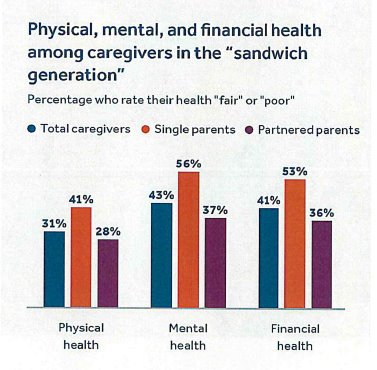 Physical, mental, and financial health
among caregivers in the “sandwich
generation”
Percentage who rate their health "fair" or "poor"
Total caregivers Single parents Partnered parents
56%
53%
43%
41%
41%
37%
36%
31%
28%
Physical
health
Mental
health
Financial
health